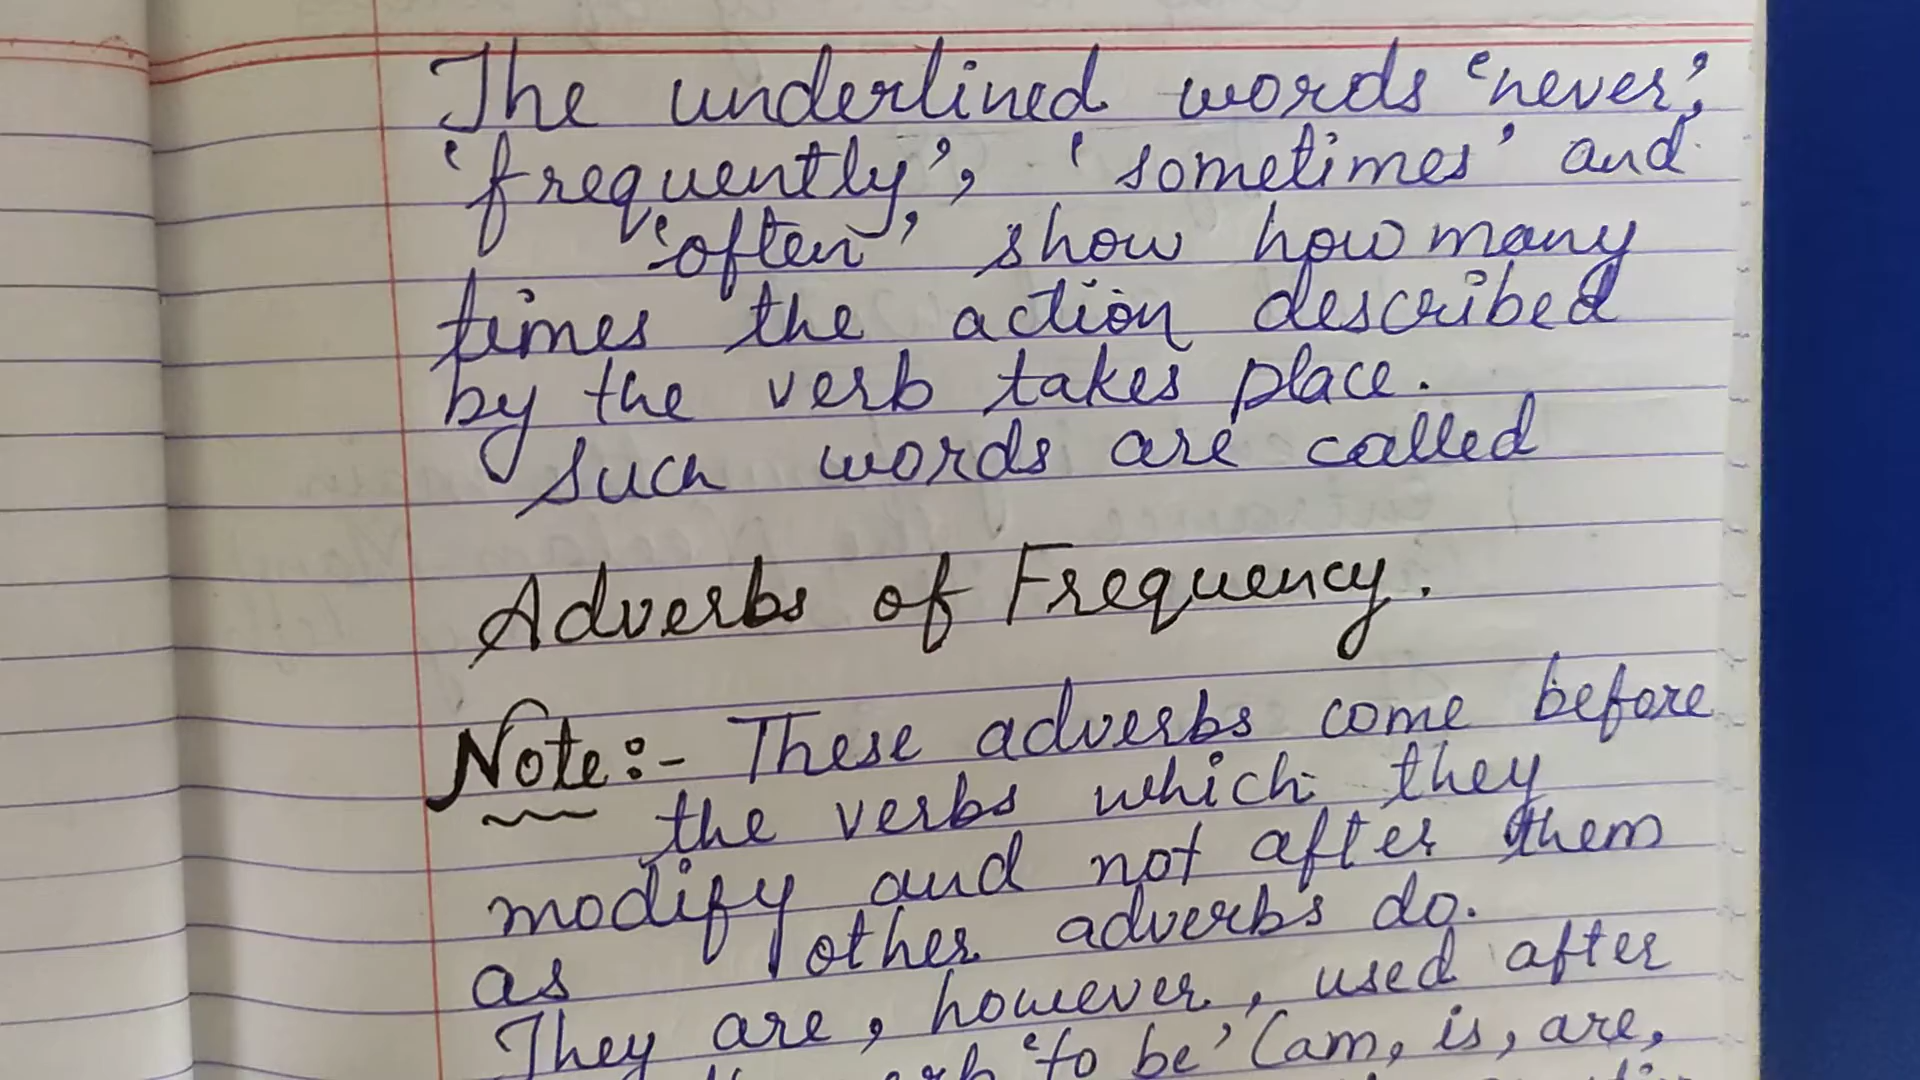 The underlined words 'never',
'frequently', 'sometimes' and
'often' show how many
times the action described
by the verb takes place.
Such words are called
Adverbs of Frequency.
Note:- These adverbs come before
the verbs which they
modify and not after them
as other adverbs do.
They are, however, used after
verb 'to be' (am, is, are,